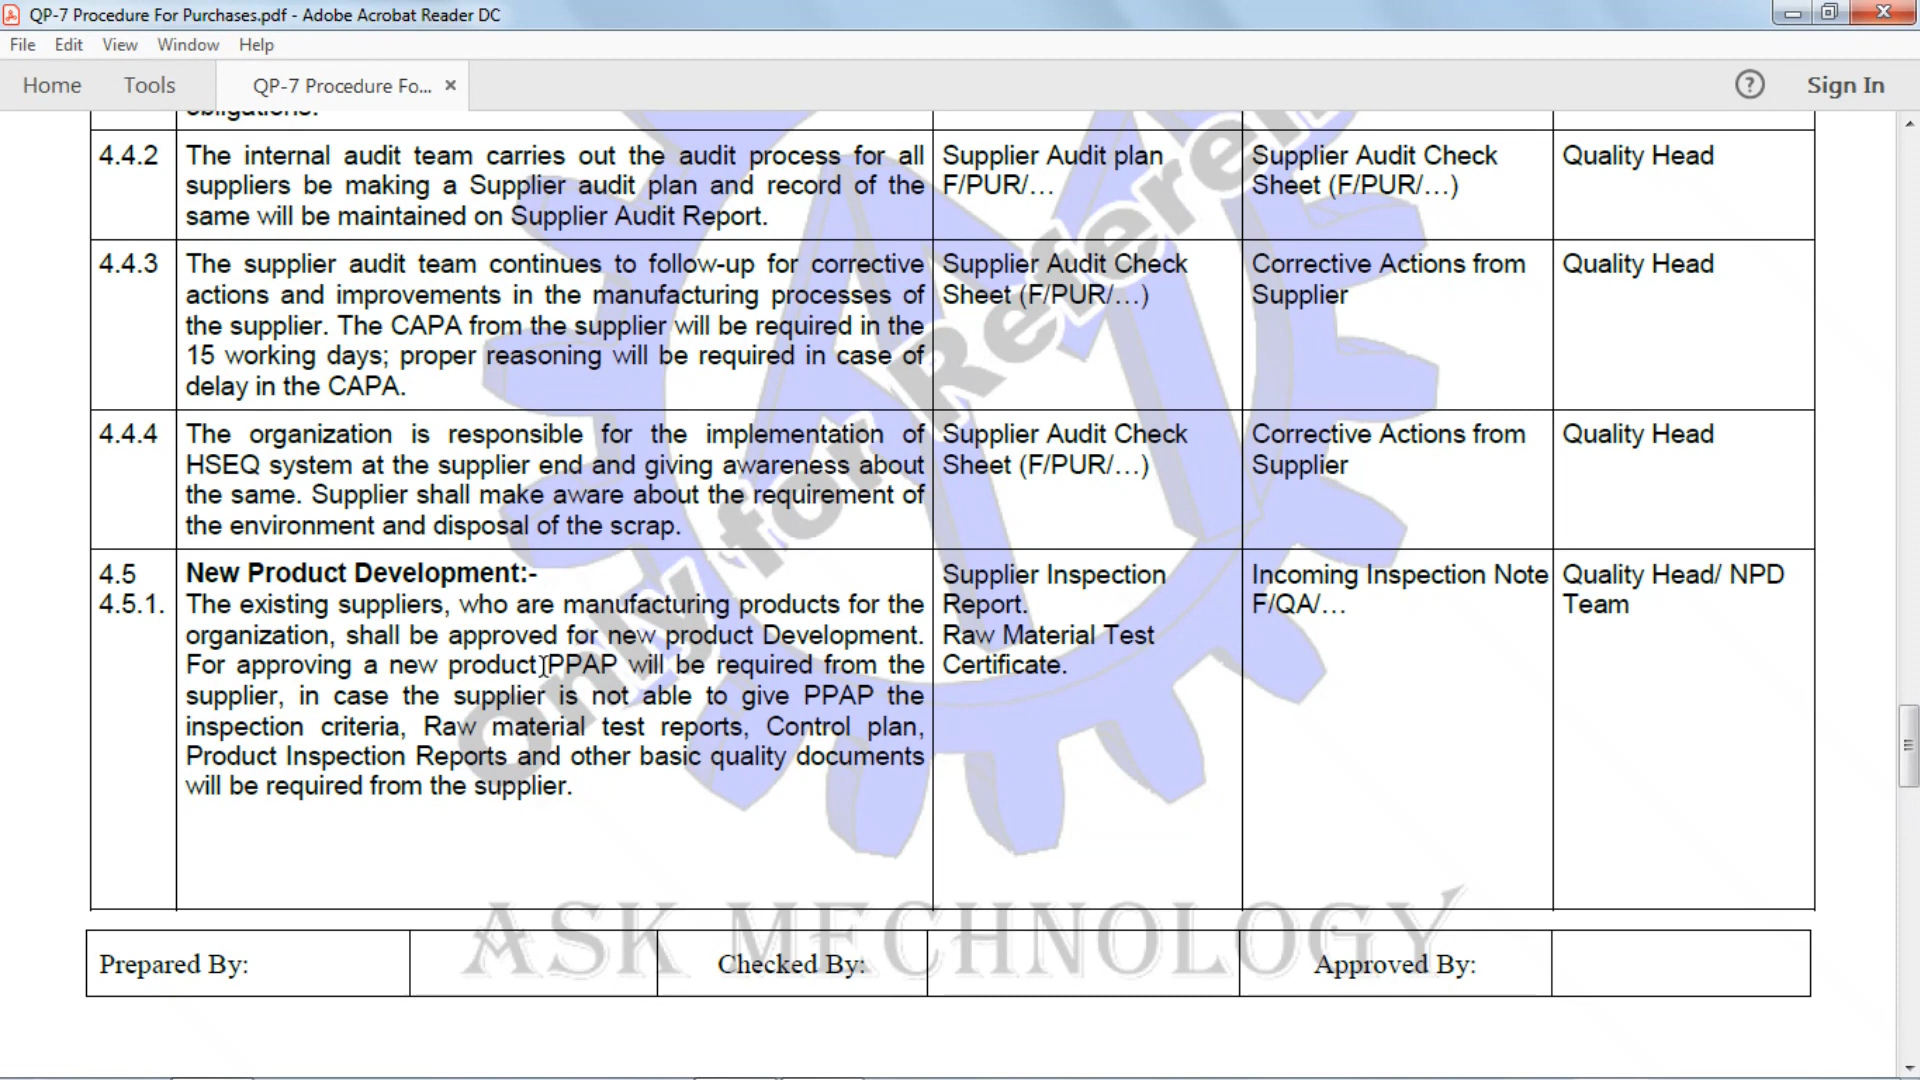 QP-7 Procedure For Purchases.pdf - Adobe Acrobat Reader DC
File Edit View Window Help
Home Tools QP-7 Procedure Fo... × ? Sign In
obligations.
4.4.2 The internal audit team carries out the audit process for all
suppliers be making a Supplier audit plan and record of the
same will be maintained on Supplier Audit Report.
Supplier Audit plan
F/PUR/…
Supplier Audit Check
Sheet (F/PUR/…)
Quality Head
4.4.3 The supplier audit team continues to follow-up for corrective
actions and improvements in the manufacturing processes of
the supplier. The CAPA from the supplier will be required in the
15 working days; proper reasoning will be required in case of
delay in the CAPA.
Supplier Audit Check
Sheet (F/PUR/…)
Corrective Actions from
Supplier
Quality Head
4.4.4 The organization is responsible for the implementation of
HSEQ system at the supplier end and giving awareness about
the same. Supplier shall make aware about the requirement of
the environment and disposal of the scrap.
Supplier Audit Check
Sheet (F/PUR/…)
Corrective Actions from
Supplier
Quality Head
4.5 New Product Development:-
4.5.1. The existing suppliers, who are manufacturing products for the
organization, shall be approved for new product Development.
For approving a new product PPAP will be required from the
supplier, in case the supplier is not able to give PPAP the
inspection criteria, Raw material test reports, Control plan,
Product Inspection Reports and other basic quality documents
will be required from the supplier.
Supplier Inspection
Report.
Raw Material Test
Certificate.
Incoming Inspection Note
F/QA/…
Quality Head/ NPD
Team
Only for Referen
ASK MECHNOLOGY
Prepared By: Checked By: Approved By: